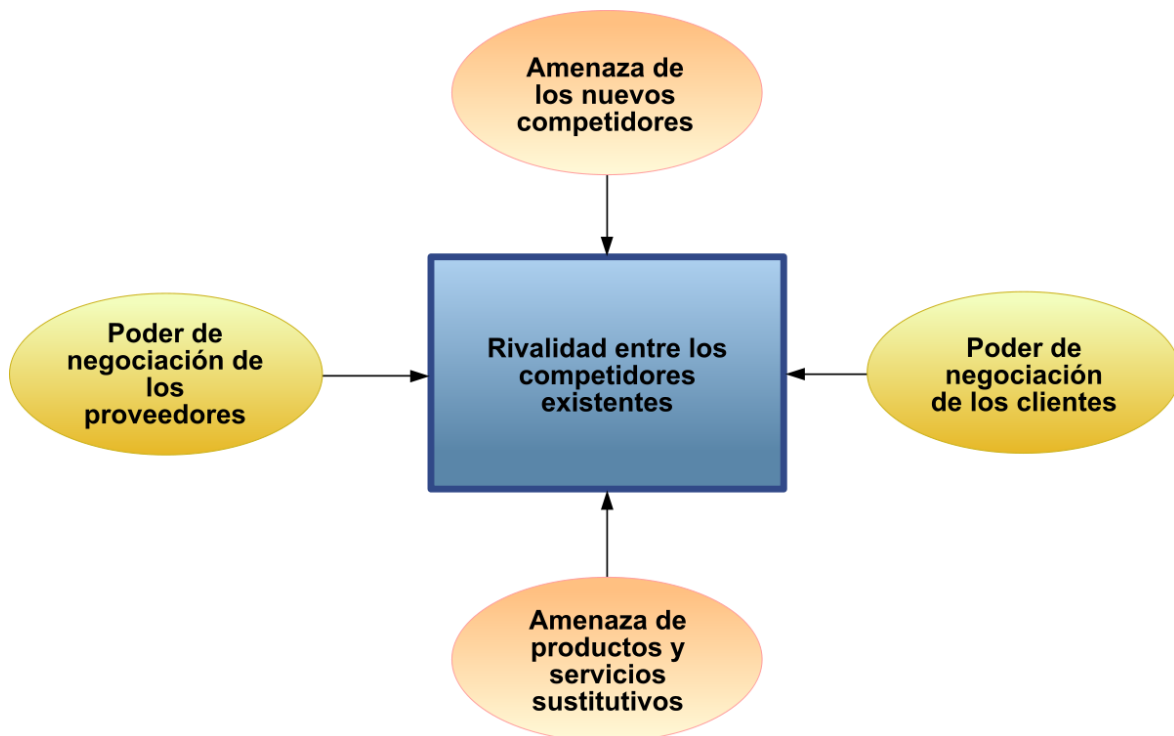 Amenaza de
los nuevos
competidores
Poder de
negociación de
los
proveedores
Rivalidad entre los
competidores
existentes
Poder de
negociación
de los clientes
Amenaza de
productos y
servicios
sustitutivos